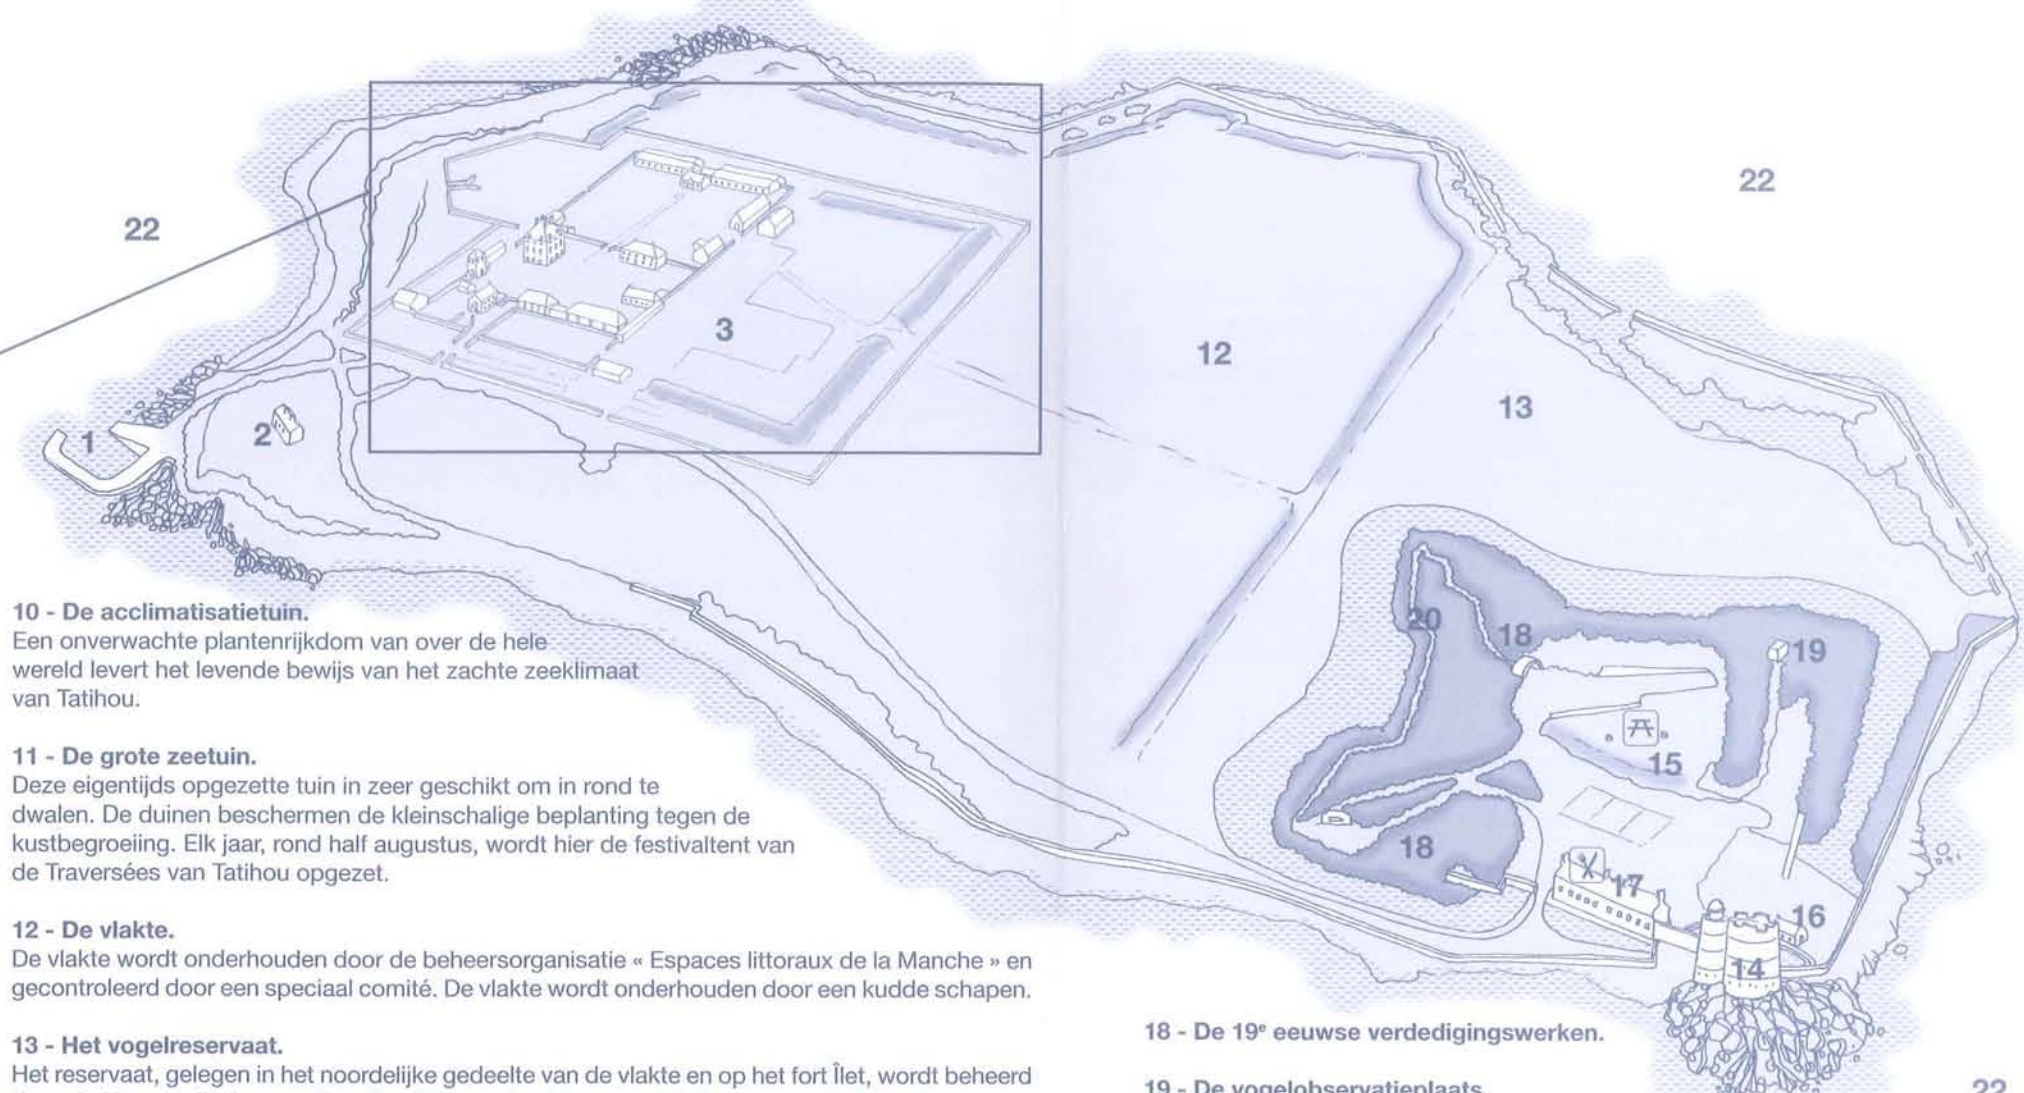 22
22
3
12
13
1
2
20
18
19
15
18
17
16
14
10 - De acclimatisatietuin.
Een onverwachte plantenrijkdom van over de hele
wereld levert het levende bewijs van het zachte zeeklimaat
van Tatihou.
11 - De grote zeetuin.
Deze eigentijds opgezette tuin in zeer geschikt om in rond te
dwalen. De duinen beschermen de kleinschalige beplanting tegen de
kustbegroeiing. Elk jaar, rond half augustus, wordt hier de festivaltent van
de Traversées van Tatihou opgezet.
12 - De vlakte.
De vlakte wordt onderhouden door de beheersorganisatie « Espaces littoraux de la Manche » en
gecontroleerd door een speciaal comité. De vlakte wordt onderhouden door een kudde schapen.
13 - Het vogelreservaat.
Het reservaat, gelegen in het noordelijke gedeelte van de vlakte en op het fort Îlet, wordt beheerd
18 - De 19e eeuwse verdedigingswerken.
19 - De vogelobservatieplaats.
22